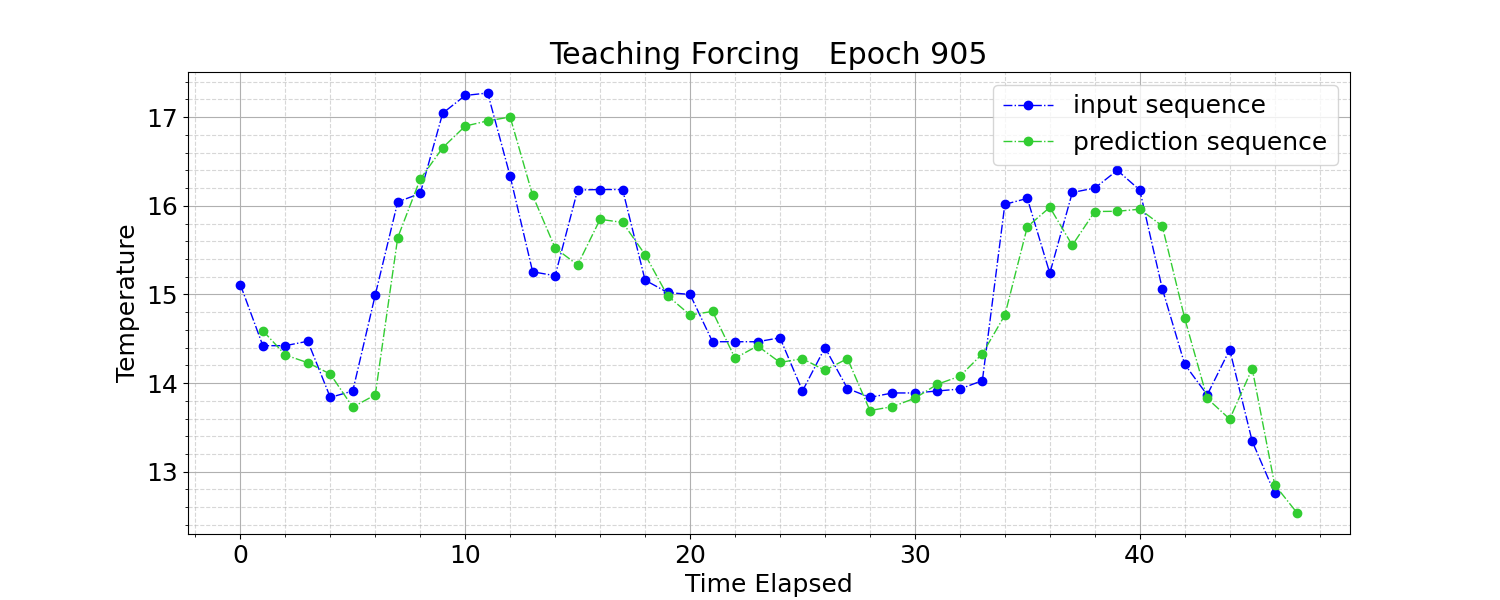 Teaching Forcing   Epoch 905
input sequence
prediction sequence
Temperature
17
16
15
14
13
0 10 20 30 40
Time Elapsed